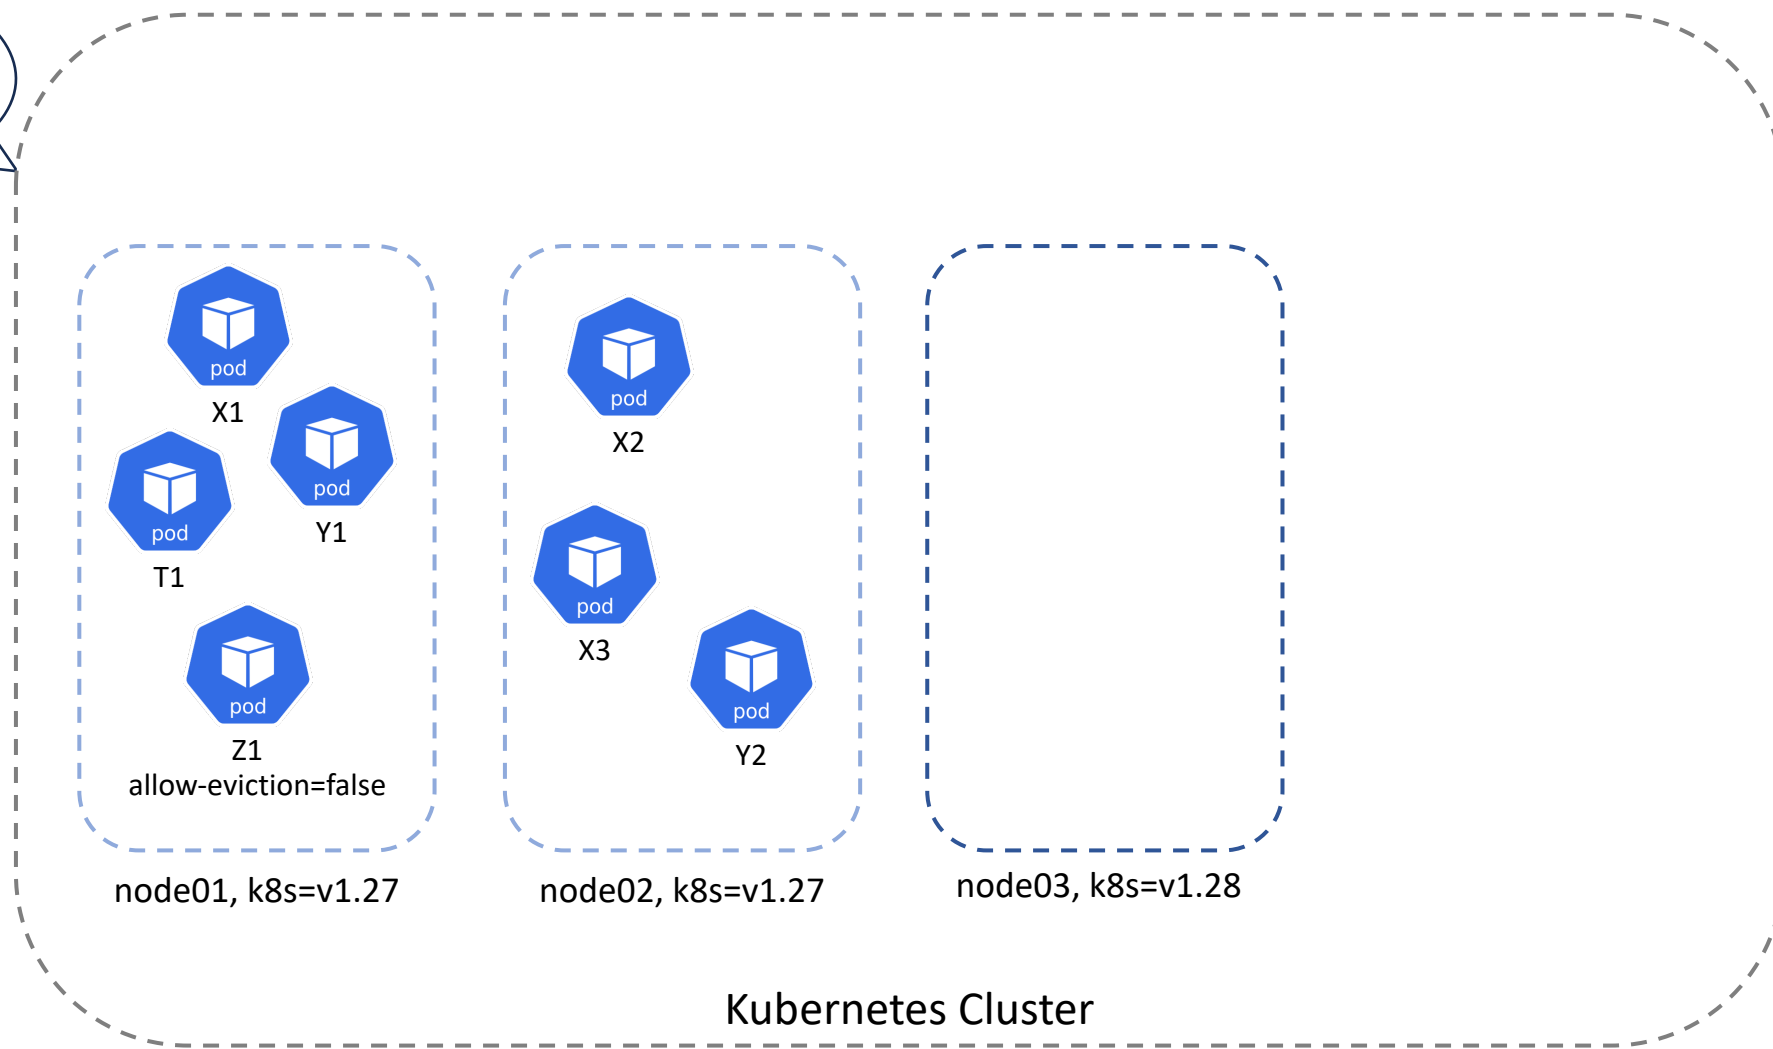 pod
X1
pod
Y1
pod
T1
pod
Z1
allow-eviction=false
node01, k8s=v1.27
pod
X2
pod
X3
pod
Y2
node02, k8s=v1.27
node03, k8s=v1.28
Kubernetes Cluster